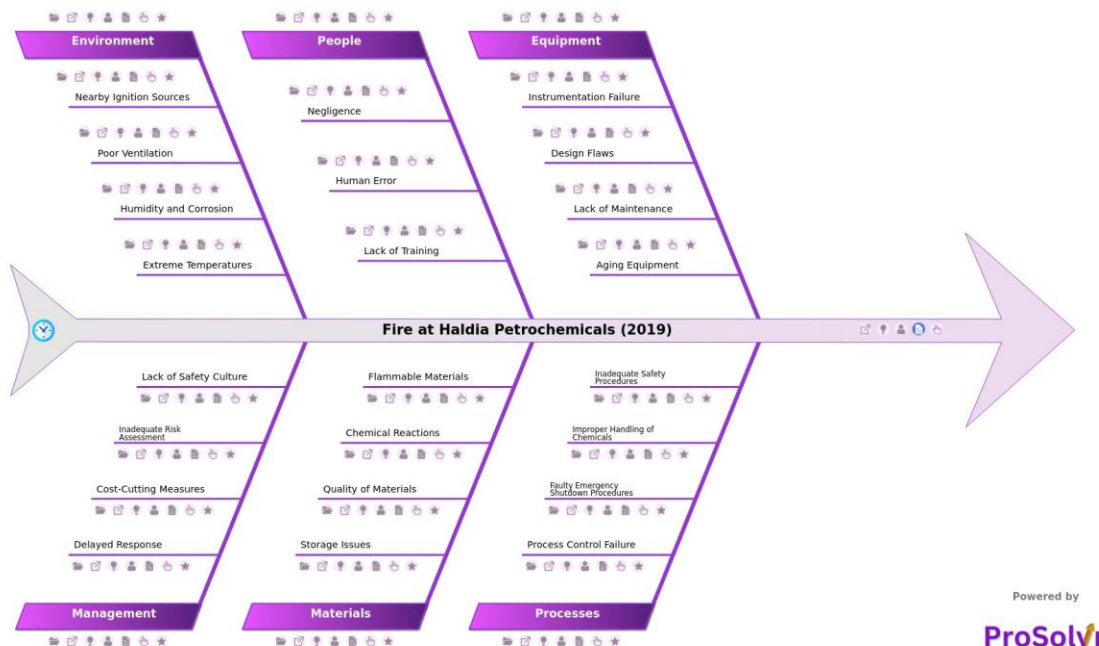 Environment
People
Equipment
Nearby Ignition Sources
Negligence
Instrumentation Failure
Poor Ventilation
Human Error
Design Flaws
Humidity and Corrosion
Lack of Training
Lack of Maintenance
Extreme Temperatures
Aging Equipment
Fire at Haldia Petrochemicals (2019)
Lack of Safety Culture
Flammable Materials
Inadequate Safety
Procedures
Inadequate Risk
Assessment
Chemical Reactions
Improper Handling of
Chemicals
Cost-Cutting Measures
Quality of Materials
Faulty Emergency
Shutdown Procedures
Delayed Response
Storage Issues
Process Control Failure
Management
Materials
Processes
Powered by